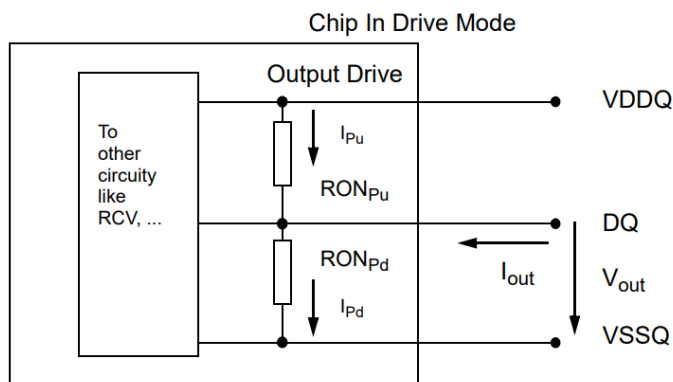 Chip In Drive Mode
Output Drive
VDDQ
To
other
circuity
like
RCV, ...
IPu
RONPu
DQ
RONPd
Iout
Vout
IPd
VSSQ